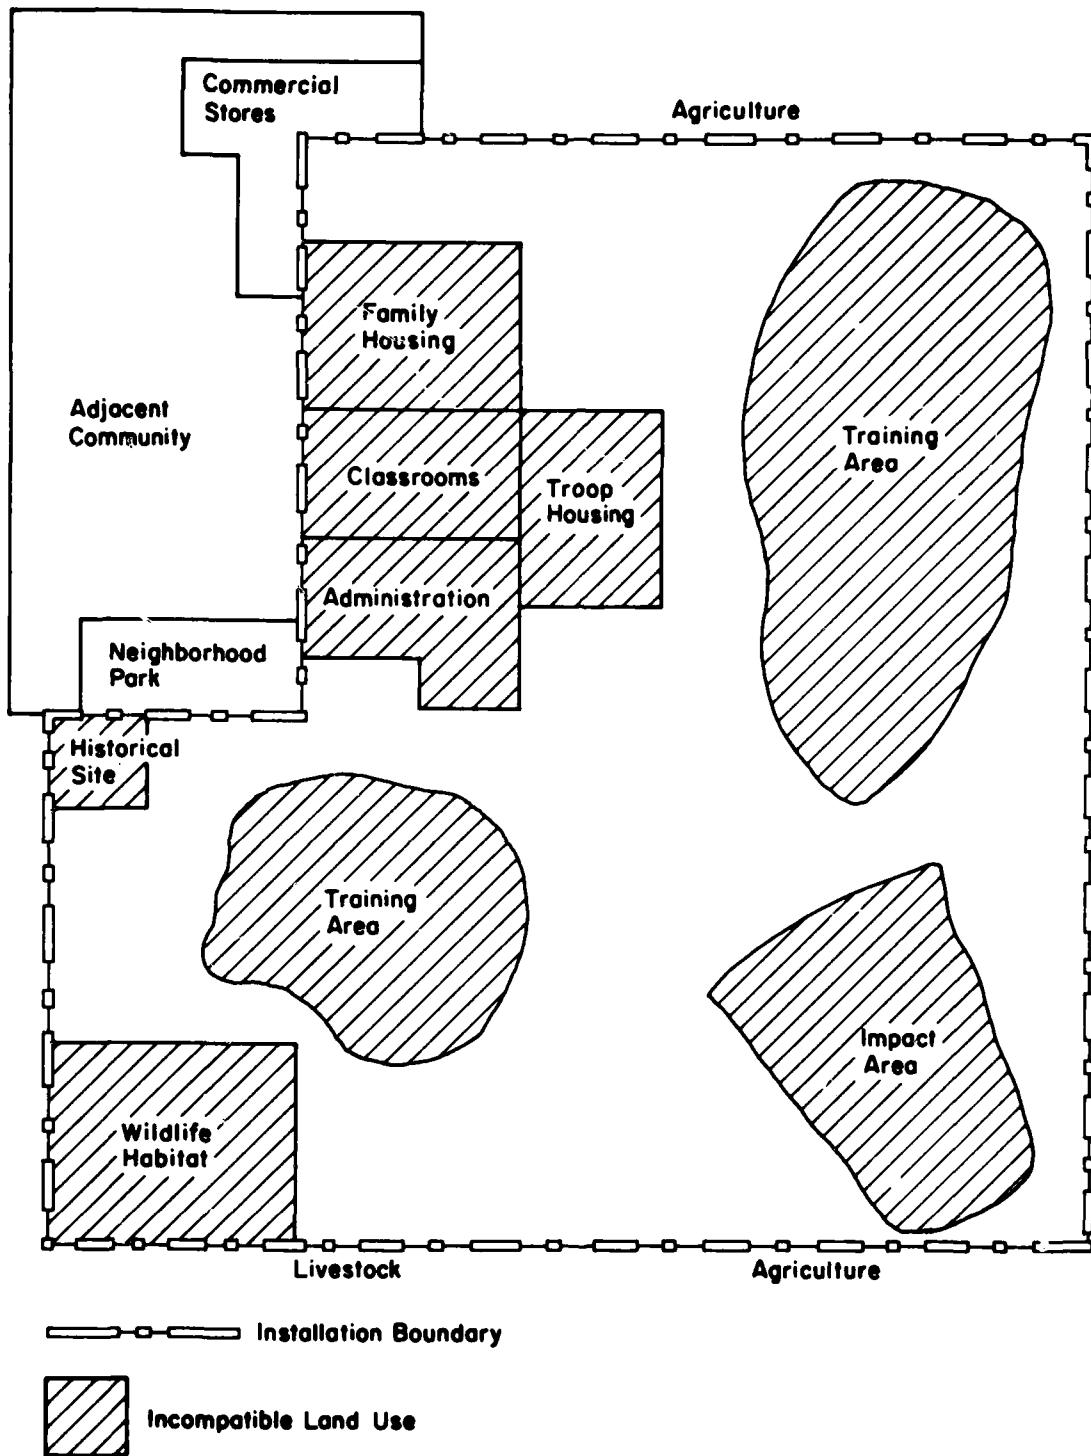 Commercial
Stores
Agriculture
Family
Housing
Adjacent
Community
Training
Area
Classrooms
Troop
Housing
Administration
Neighborhood
Park
Historical
Site
Training
Area
Impact
Area
Wildlife
Habitat
Livestock
Agriculture
Installation Boundary
Incompatible Land Use